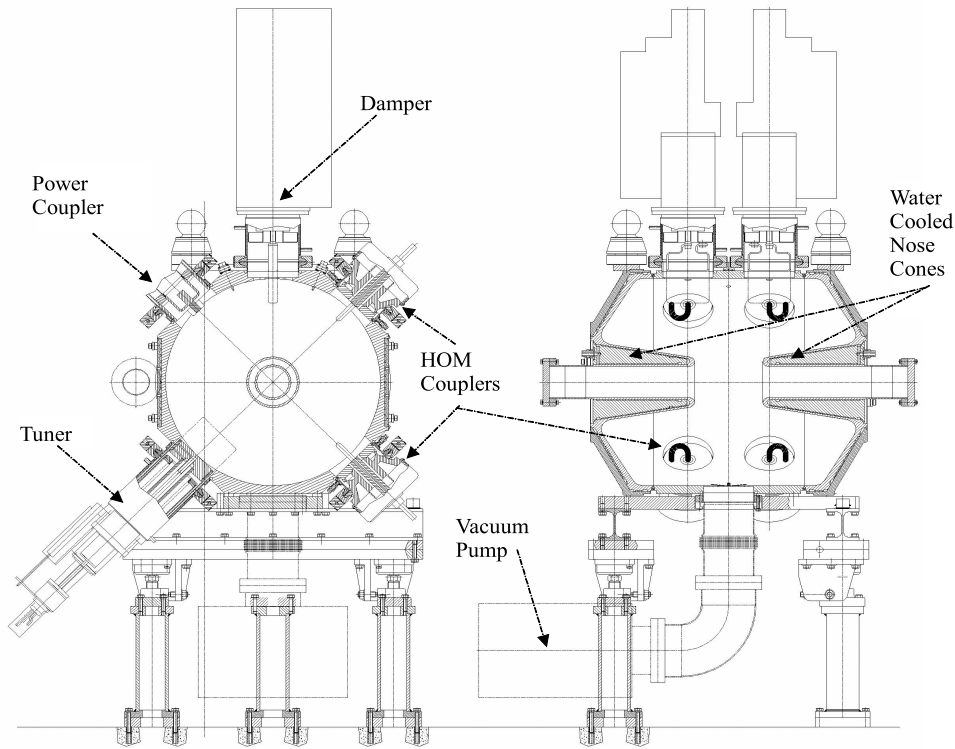 Damper
Power
Coupler
Water
Cooled
Nose
Cones
HOM
Couplers
Tuner
Vacuum
Pump